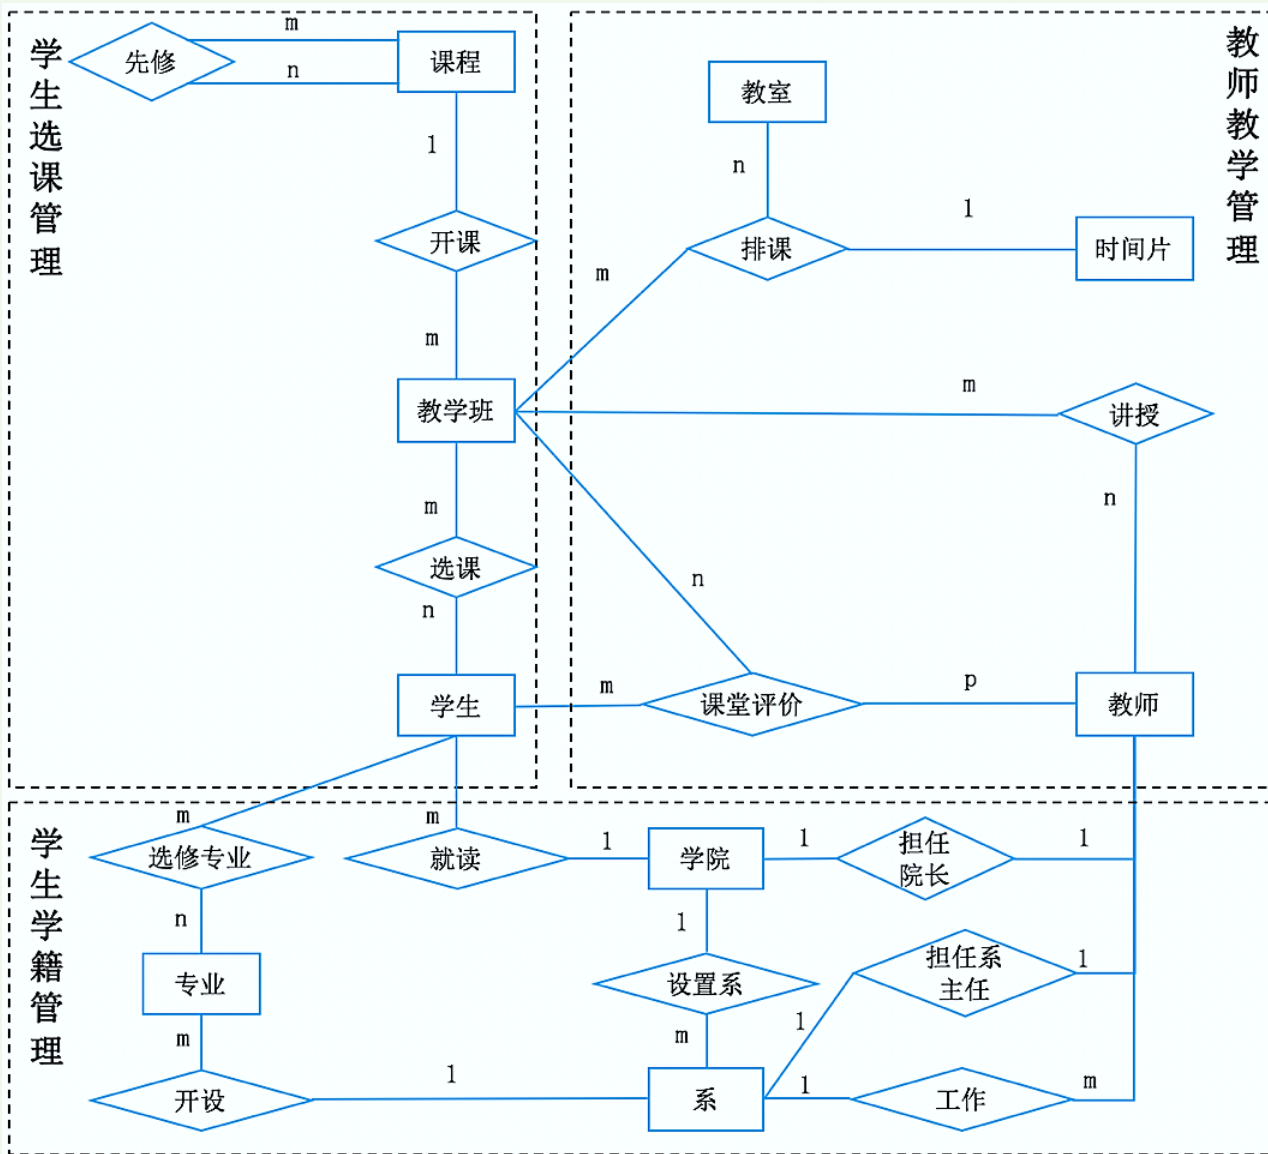 学生选课管理
m
先修
课程
n
1
开课
m
教学班
m
选课
n
学生
教师教学管理
教室
n
1
排课
时间片
m
m
讲授
n
n
m
课堂评价
p
教师
学生学籍管理
m
选修专业
n
专业
m
开设
1
m
就读
1
学院
1
担任
院长
1
1
设置系
m
系
1
担任系
主任
1
1
工作
m